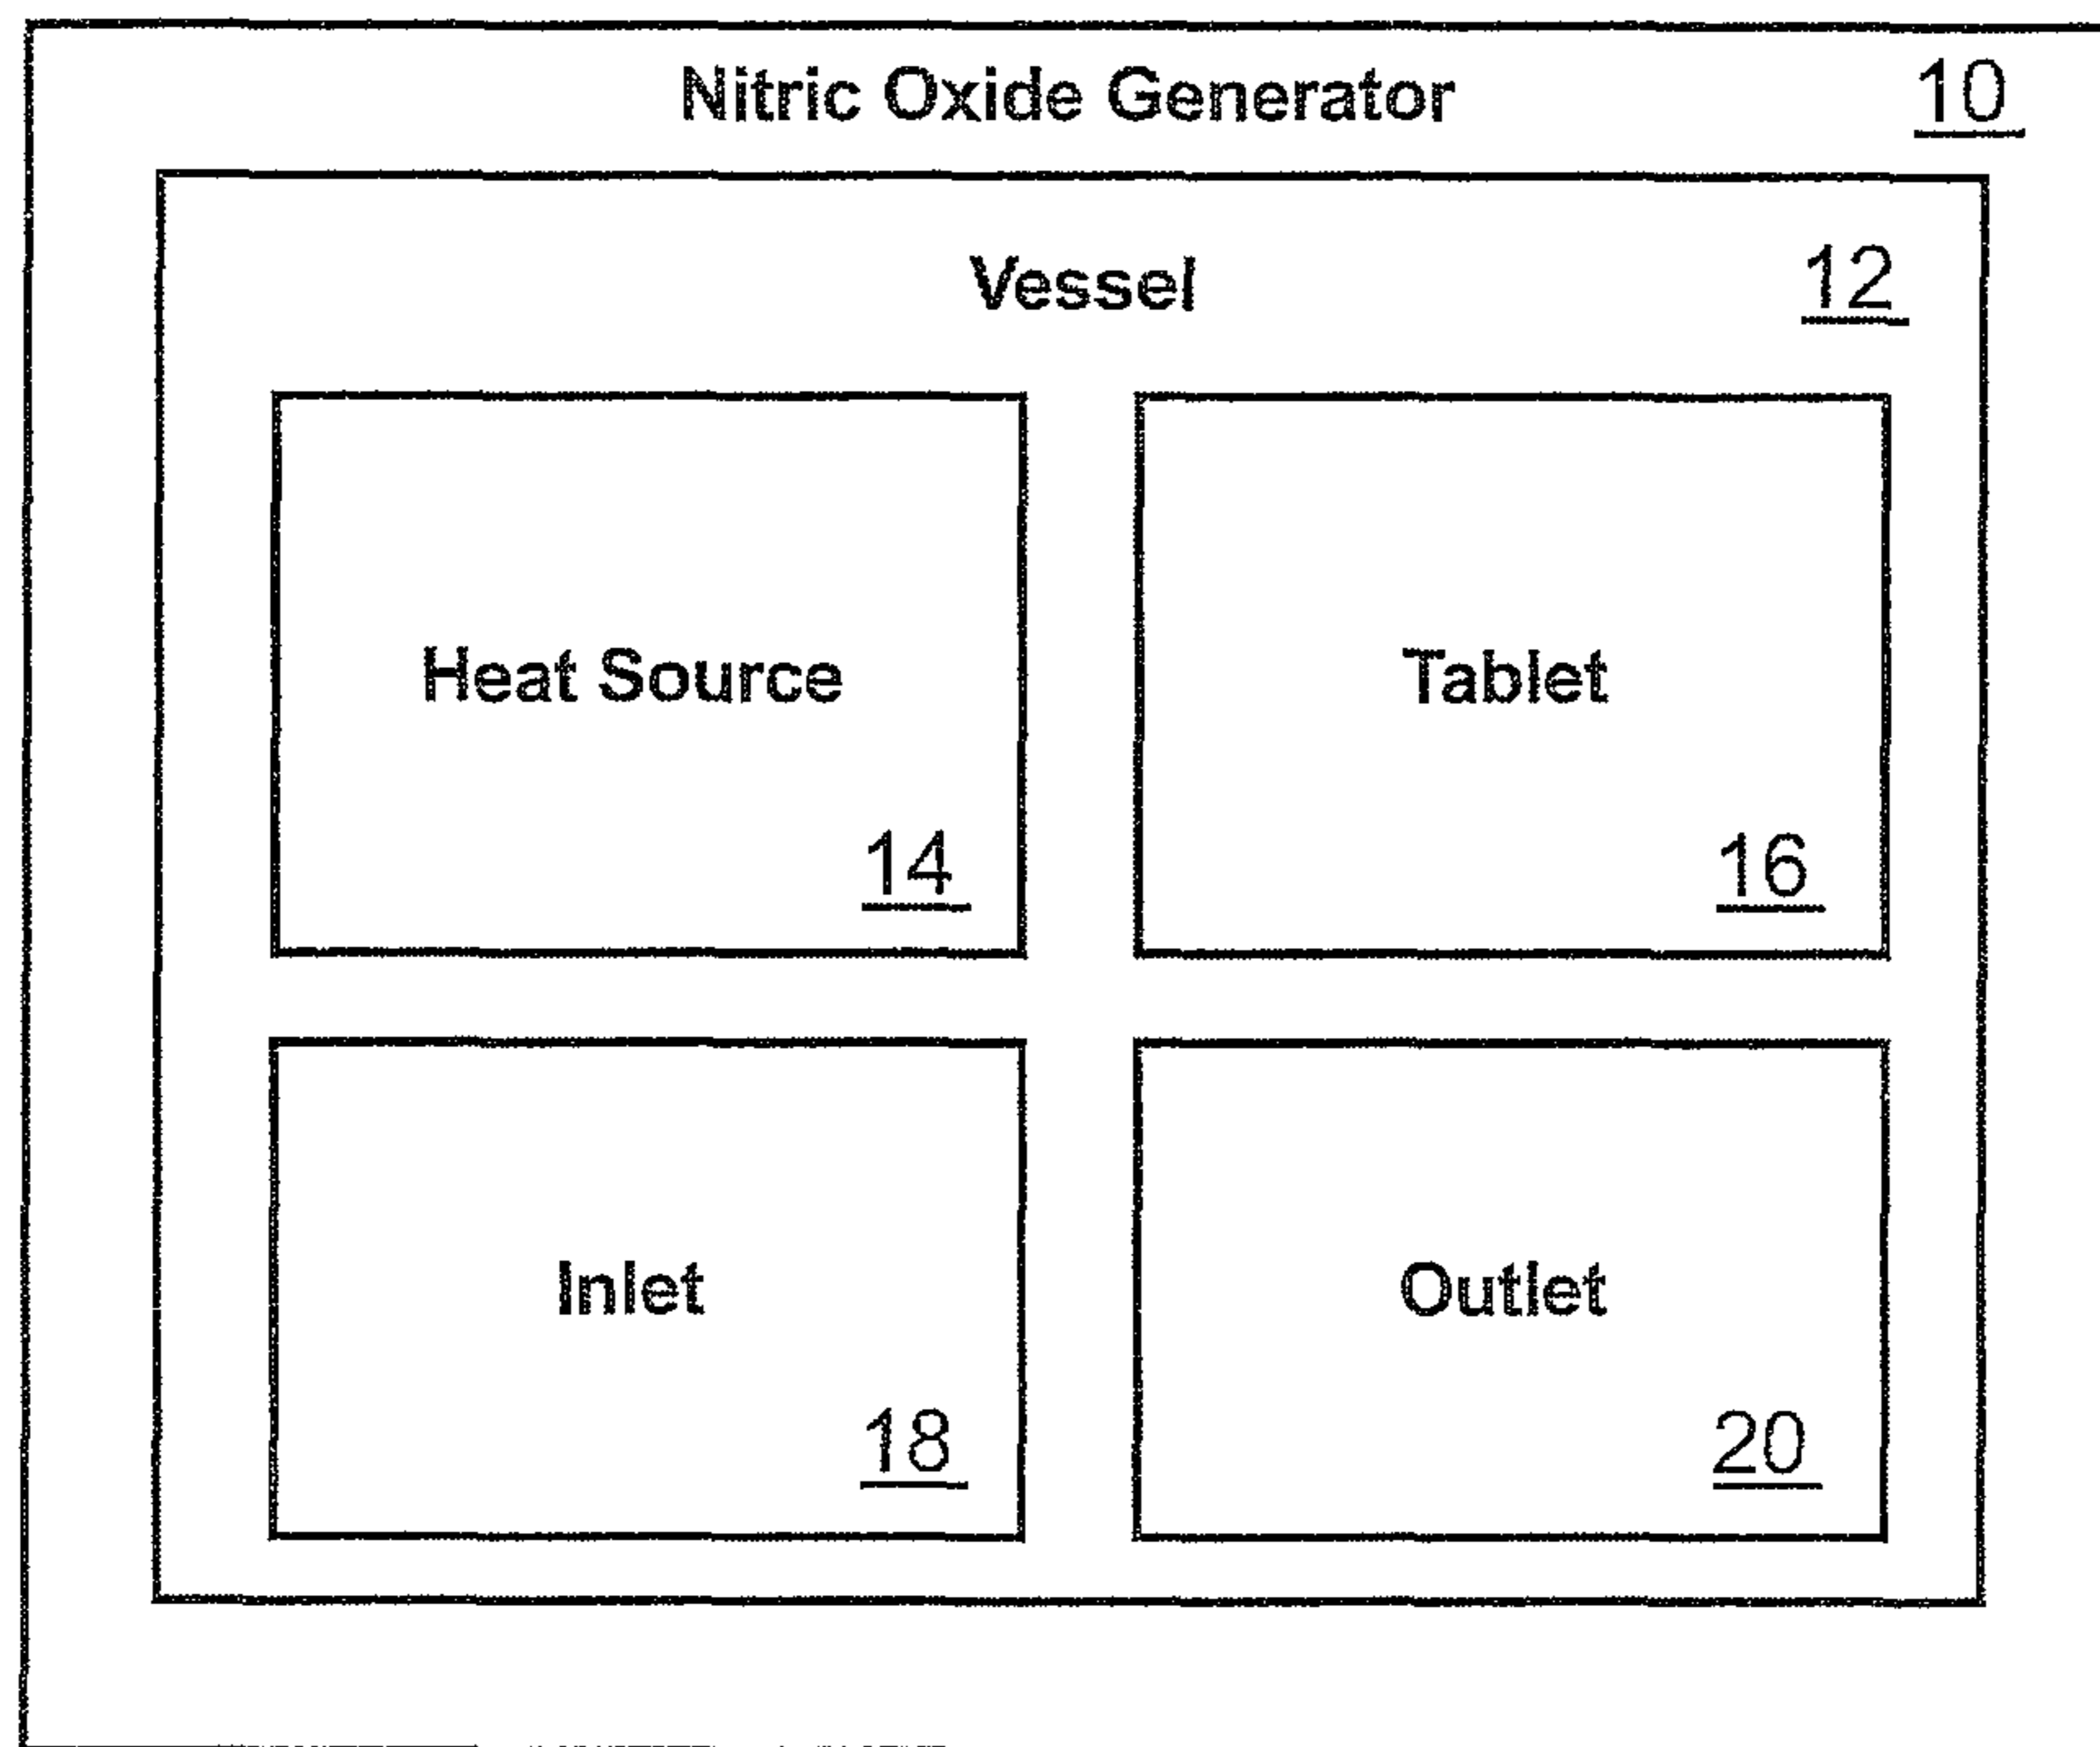 Nitric Oxide Generator 10
Vessel 12
Heat Source
14
Tablet
16
Inlet
18
Outlet
20